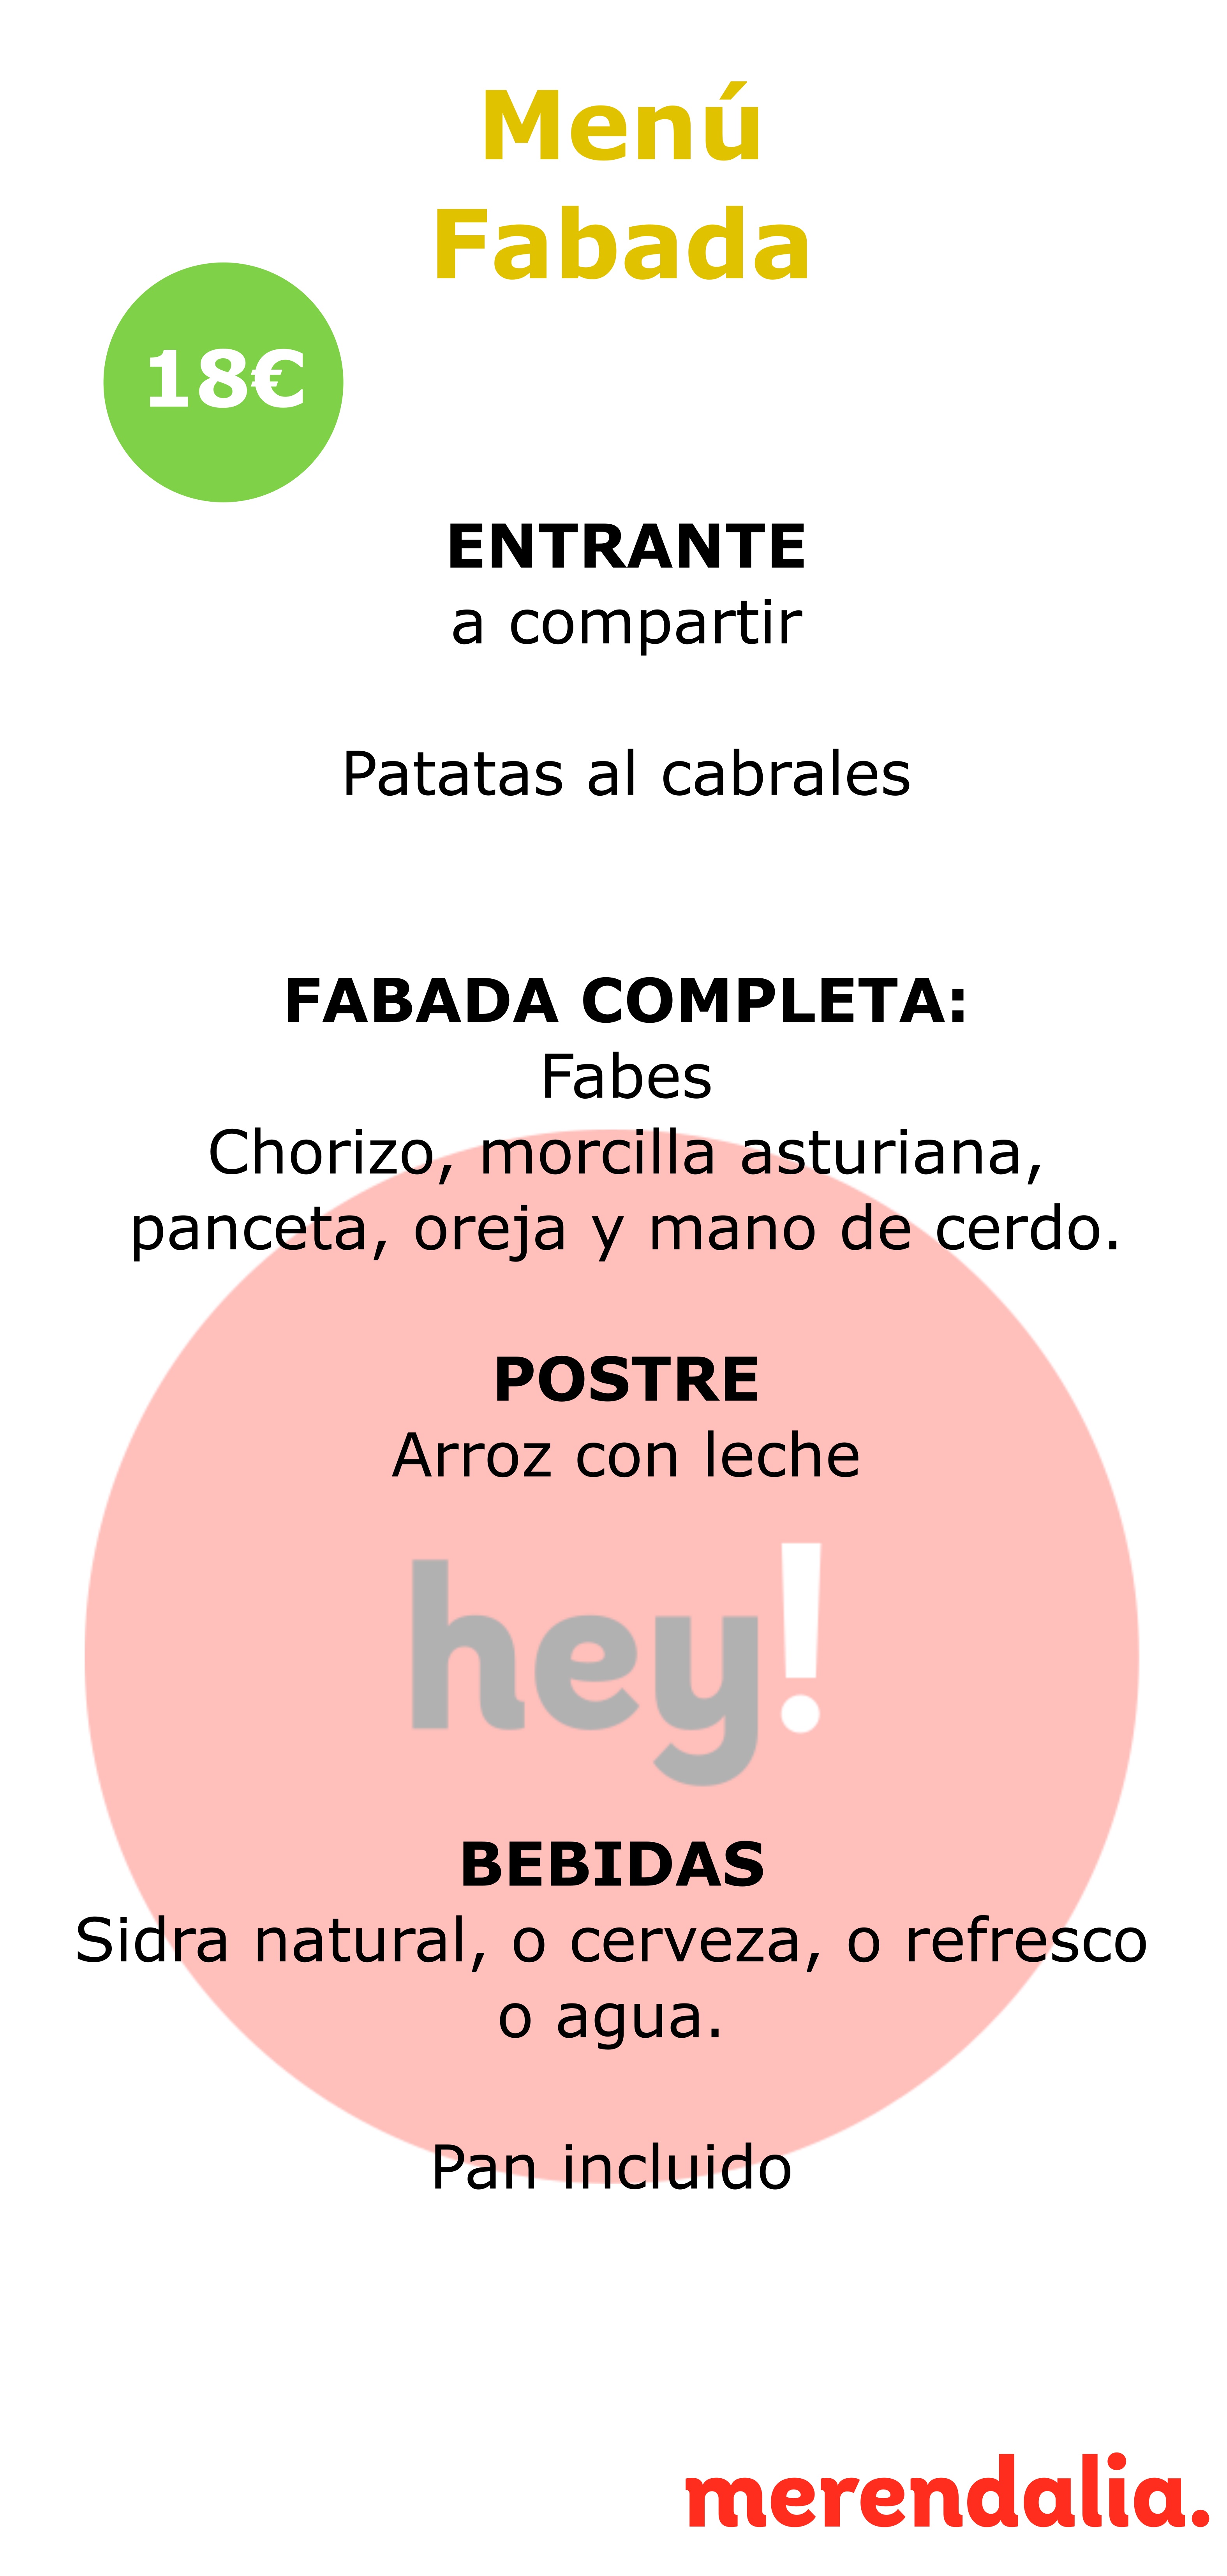 Menú
Fabada
18€
ENTRANTE
a compartir
Patatas al cabrales
FABADA COMPLETA:
Fabes
Chorizo, morcilla asturiana,
panceta, oreja y mano de cerdo.
POSTRE
Arroz con leche
hey!
BEBIDAS
Sidra natural, o cerveza, o refresco
o agua.
Pan incluido
merendalia.